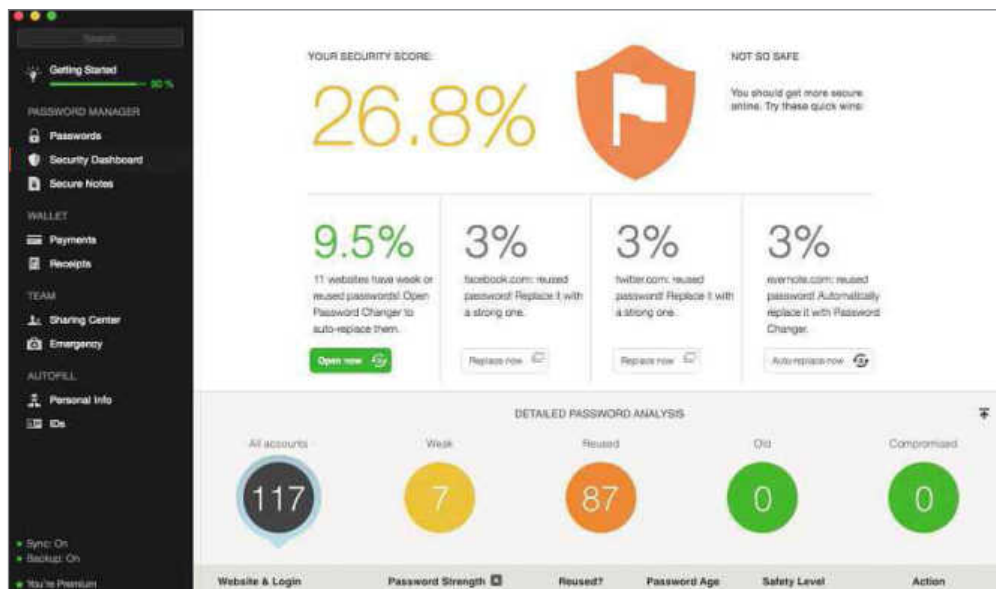 Search
Getting Started
80 %
PASSWORD MANAGER
Passwords
Security Dashboard
Secure Notes
WALLET
Payments
Receipts
TEAM
Sharing Center
Emergency
AUTOFILL
Personal Info
IDs
Sync: On
Backup: On
You're Premium
YOUR SECURITY SCORE:
26.8%
NOT SO SAFE
You should get more secure
online. Try these quick wins:
9.5%
11 websites have week or
reused passwords! Open
Password Changer to
auto-replace them.
Open now
3%
facebook.com: reused
password! Replace it with
a strong one.
Replace now
3%
twitter.com: reused
password! Replace it with
a strong one.
Replace now
3%
evernote.com: reused
password! Automatically
replace it with Password
Changer.
Auto-replace now
DETAILED PASSWORD ANALYSIS
All accounts
117
Weak
7
Reused
87
Old
0
Compromised
0
Website & Login
Password Strength
Reused?
Password Age
Safety Level
Action